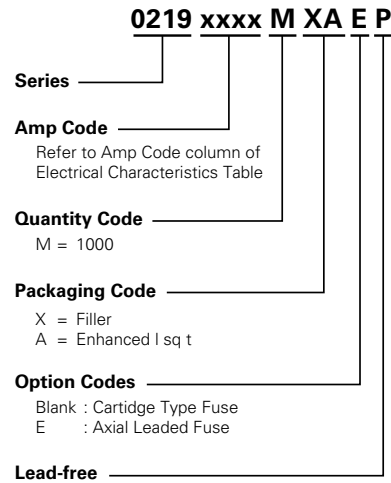 0219 xxxx M XA E P
Series
Amp Code
Refer to Amp Code column of
Electrical Characteristics Table
Quantity Code
M = 1000
Packaging Code
X = Filler
A = Enhanced I sq t
Option Codes
Blank : Cartidge Type Fuse
E : Axial Leaded Fuse
Lead-free